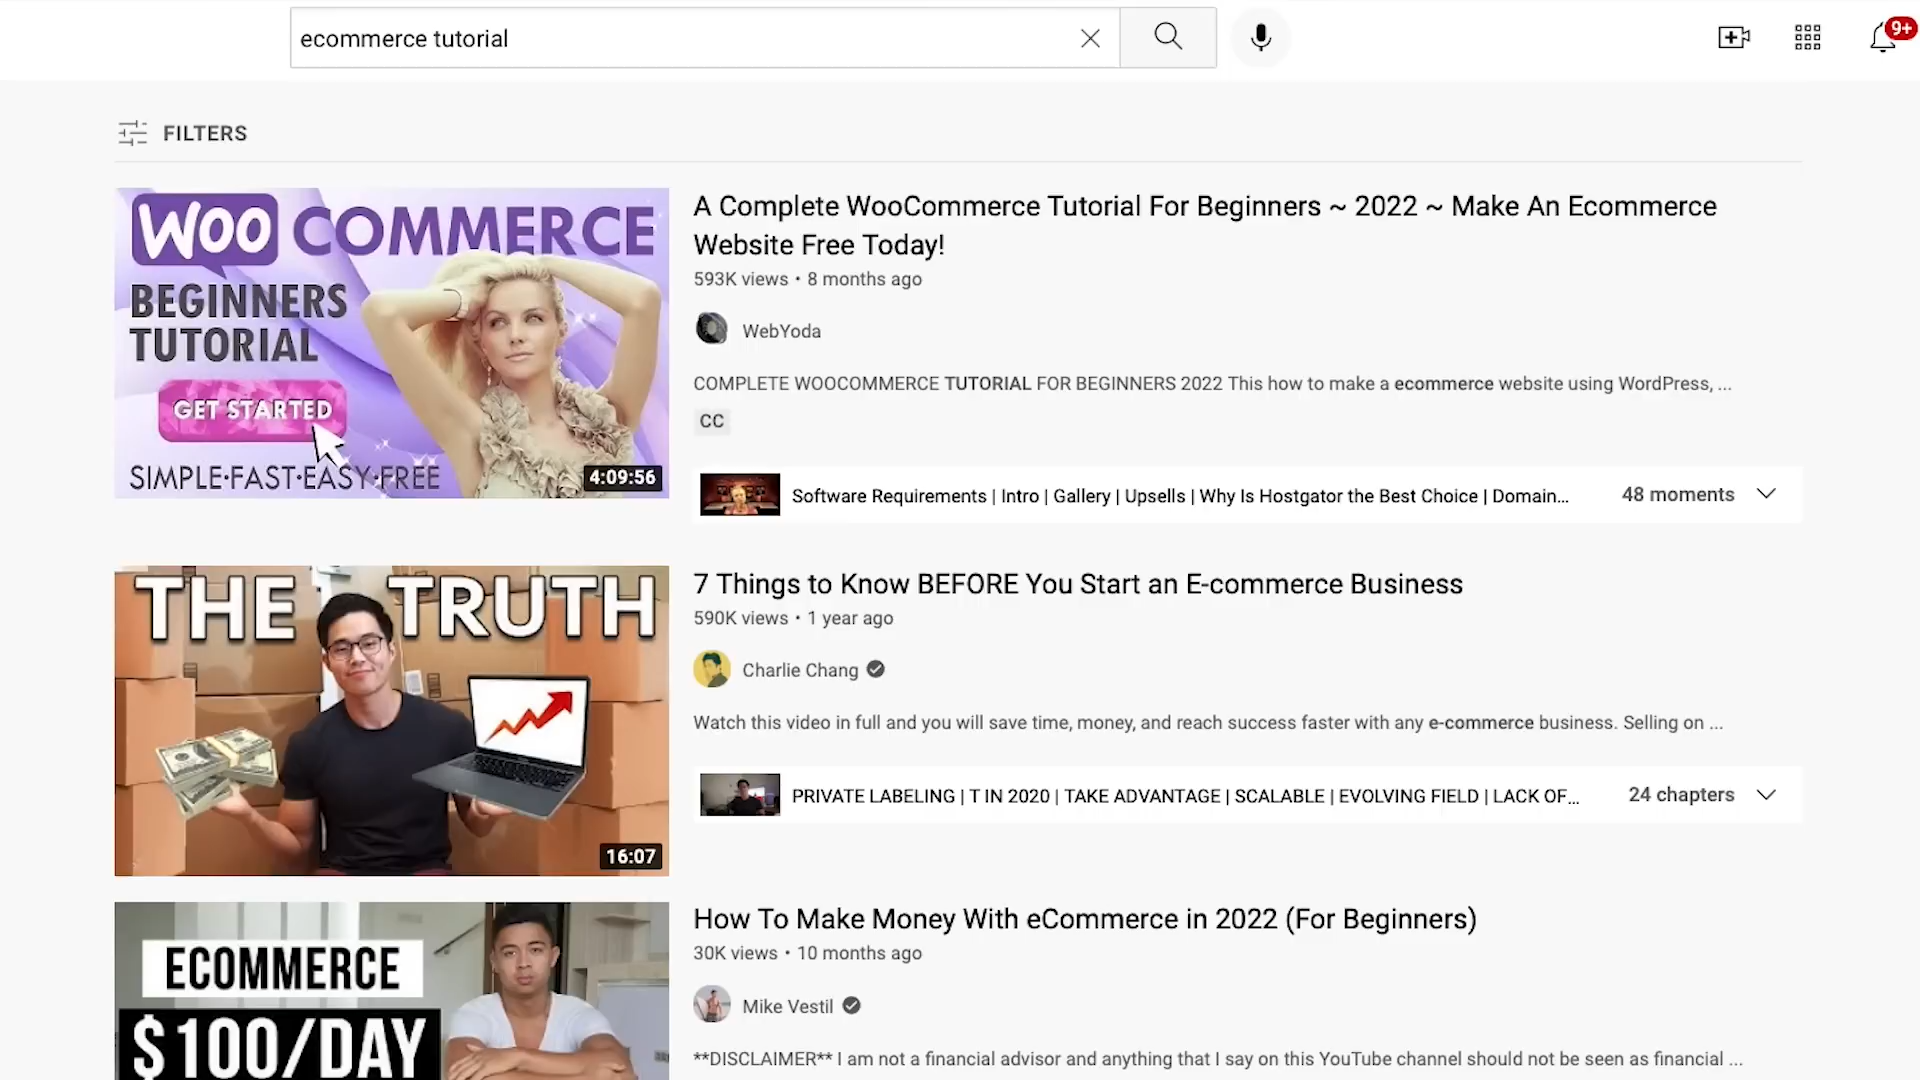 ecommerce tutorial
9+
FILTERS
WOO COMMERCE
BEGINNERS
TUTORIAL
GET STARTED
SIMPLE·FAST·EASY·FREE
4:09:56
A Complete WooCommerce Tutorial For Beginners ~ 2022 ~ Make An Ecommerce
Website Free Today!
593K views • 8 months ago
WebYoda
COMPLETE WOOCOMMERCE TUTORIAL FOR BEGINNERS 2022 This how to make a ecommerce website using WordPress, ...
CC
Software Requirements | Intro | Gallery | Upsells | Why Is Hostgator the Best Choice | Domain...
48 moments
THE TRUTH
16:07
7 Things to Know BEFORE You Start an E-commerce Business
590K views • 1 year ago
Charlie Chang
Watch this video in full and you will save time, money, and reach success faster with any e-commerce business. Selling on ...
PRIVATE LABELING | T IN 2020 | TAKE ADVANTAGE | SCALABLE | EVOLVING FIELD | LACK OF...
24 chapters
ECOMMERCE
$100/DAY
How To Make Money With eCommerce in 2022 (For Beginners)
30K views • 10 months ago
Mike Vestil
**DISCLAIMER** I am not a financial advisor and anything that I say on this YouTube channel should not be seen as financial ...